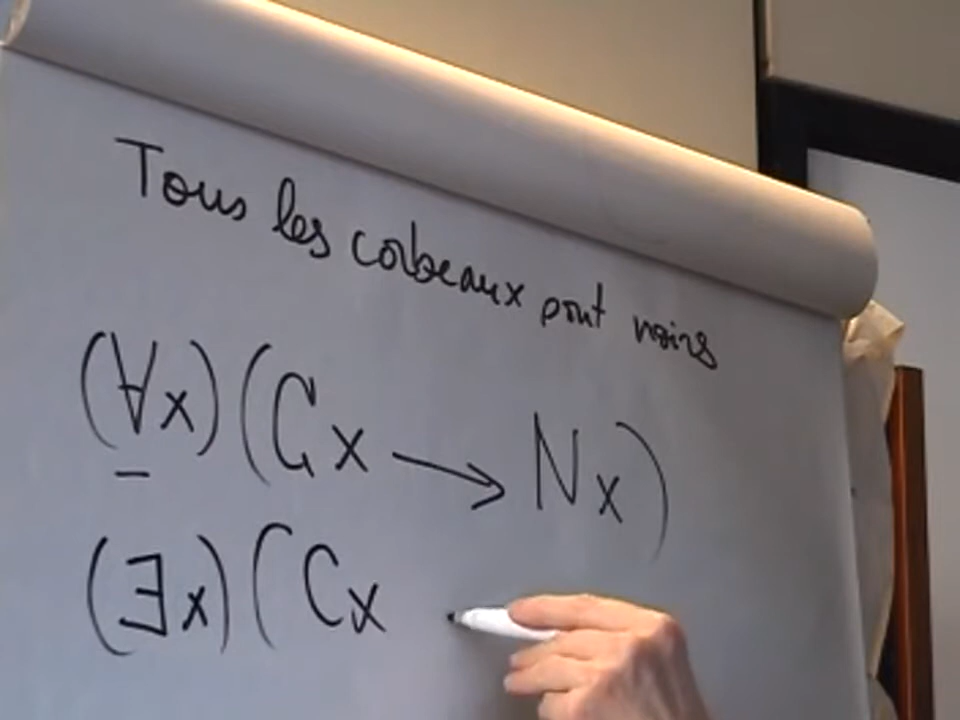 Tous les corbeaux sont noirs
(∀x)(Cx → Nx)
(∃x)(Cx